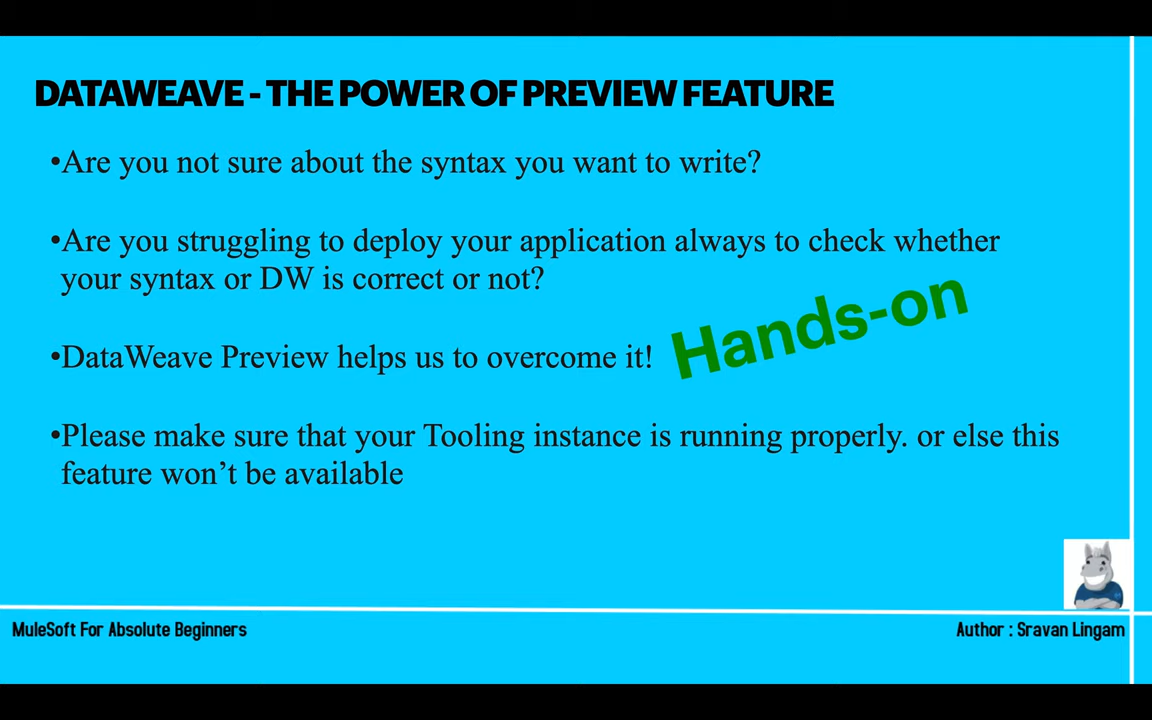 DATAWEAVE - THE POWER OF PREVIEW FEATURE
•Are you not sure about the syntax you want to write?
•Are you struggling to deploy your application always to check whether
your syntax or DW is correct or not?
•DataWeave Preview helps us to overcome it!
Hands-on
•Please make sure that your Tooling instance is running properly. or else this
feature won’t be available
MuleSoft For Absolute Beginners
Author : Sravan Lingam